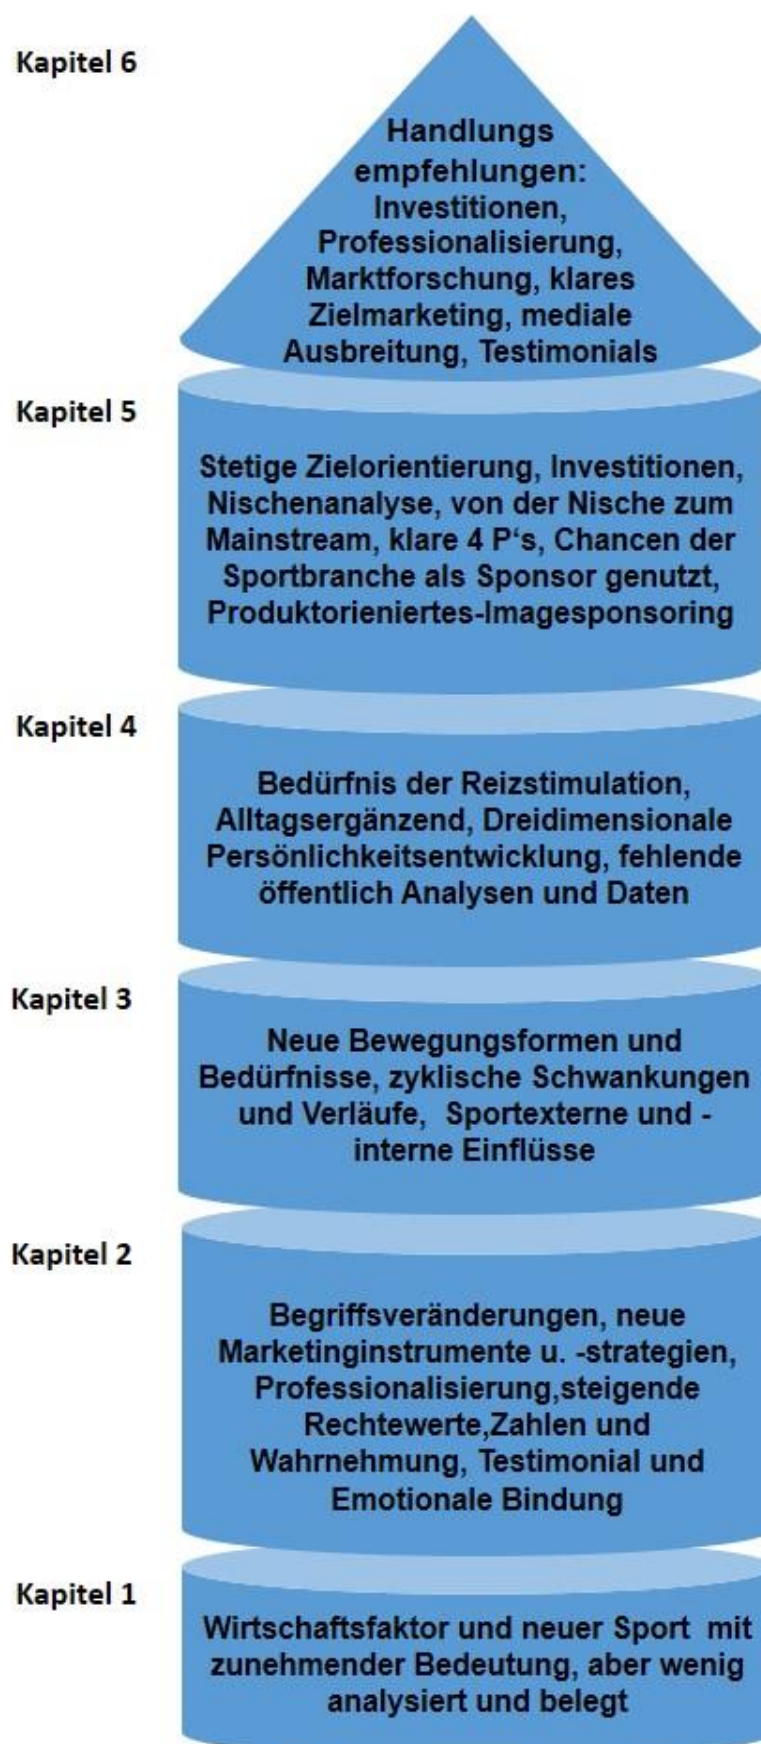 Kapitel 6
Handlungs
empfehlungen:
Investitionen,
Professionalisierung,
Marktforschung, klares
Zielmarketing, mediale
Ausbreitung, Testimonials
Kapitel 5
Stetige Zielorientierung, Investitionen,
Nischenanalyse, von der Nische zum
Mainstream, klare 4 P‘s, Chancen der
Sportbranche als Sponsor genutzt,
Produktorieniertes-Imagesponsoring
Kapitel 4
Bedürfnis der Reizstimulation,
Alltagsergänzend, Dreidimensionale
Persönlichkeitsentwicklung, fehlende
öffentlich Analysen und Daten
Kapitel 3
Neue Bewegungsformen und
Bedürfnisse, zyklische Schwankungen
und Verläufe, Sportexterne und -
interne Einflüsse
Kapitel 2
Begriffsveränderungen, neue
Marketinginstrumente u. -strategien,
Professionalisierung,steigende
Rechtewerte,Zahlen und
Wahrnehmung, Testimonial und
Emotionale Bindung
Kapitel 1
Wirtschaftsfaktor und neuer Sport mit
zunehmender Bedeutung, aber wenig
analysiert und belegt